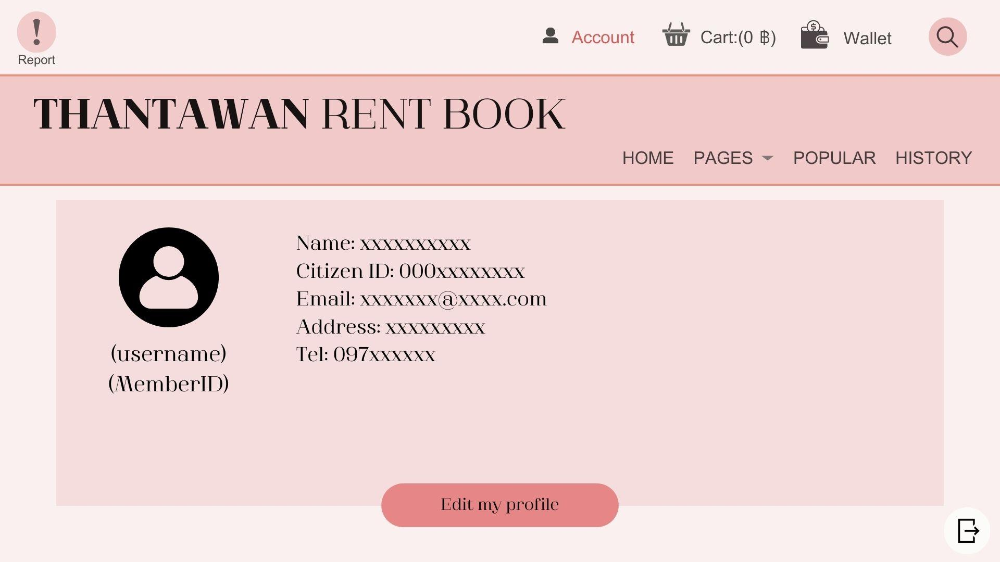 Report
Account
Cart:(0 ฿)
Wallet
THANTAWAN RENT BOOK
HOME PAGES POPULAR HISTORY
(username)
(MemberID)
Name: xxxxxxxxxx
Citizen ID: 000xxxxxxxx
Email: xxxxxxx@xxxx.com
Address: xxxxxxxxx
Tel: 097xxxxxx
Edit my profile